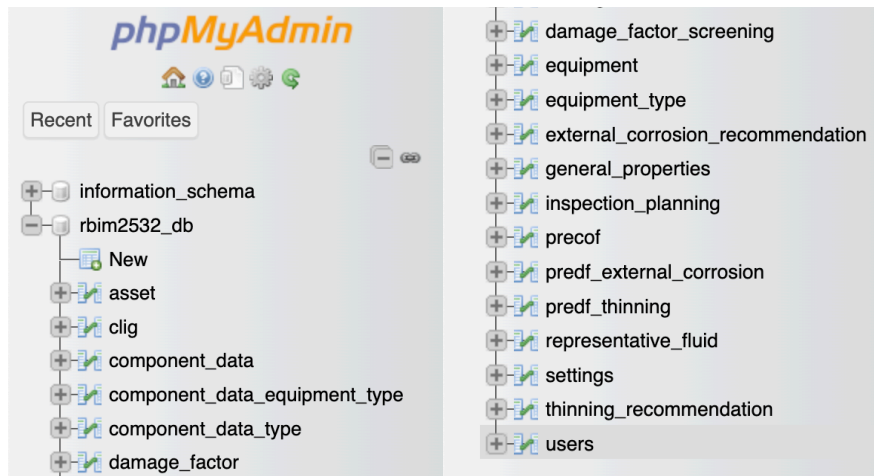 phpMyAdmin
Recent Favorites
information_schema
rbim2532_db
New
asset
clig
component_data
component_data_equipment_type
component_data_type
damage_factor
damage_factor_screening
equipment
equipment_type
external_corrosion_recommendation
general_properties
inspection_planning
precof
predf_external_corrosion
predf_thinning
representative_fluid
settings
thinning_recommendation
users